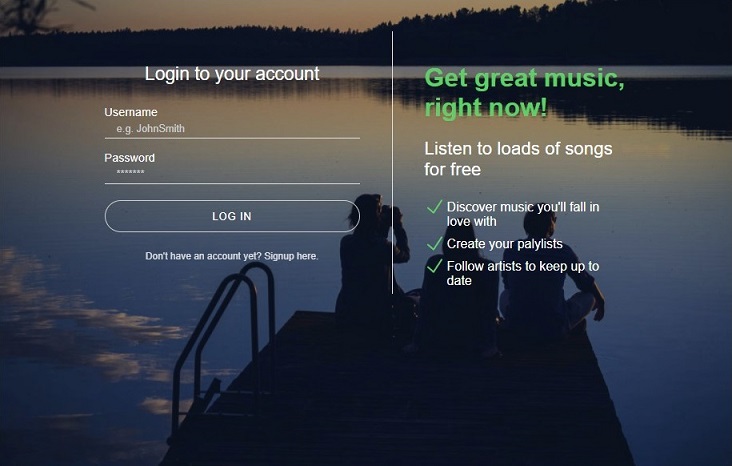 Login to your account
Username
e.g. JohnSmith
Password
*******
LOG IN
Don't have an account yet? Signup here.
Get great music,
right now!
Listen to loads of songs
for free
Discover music you'll fall in
love with
Create your palylists
Follow artists to keep up to
date